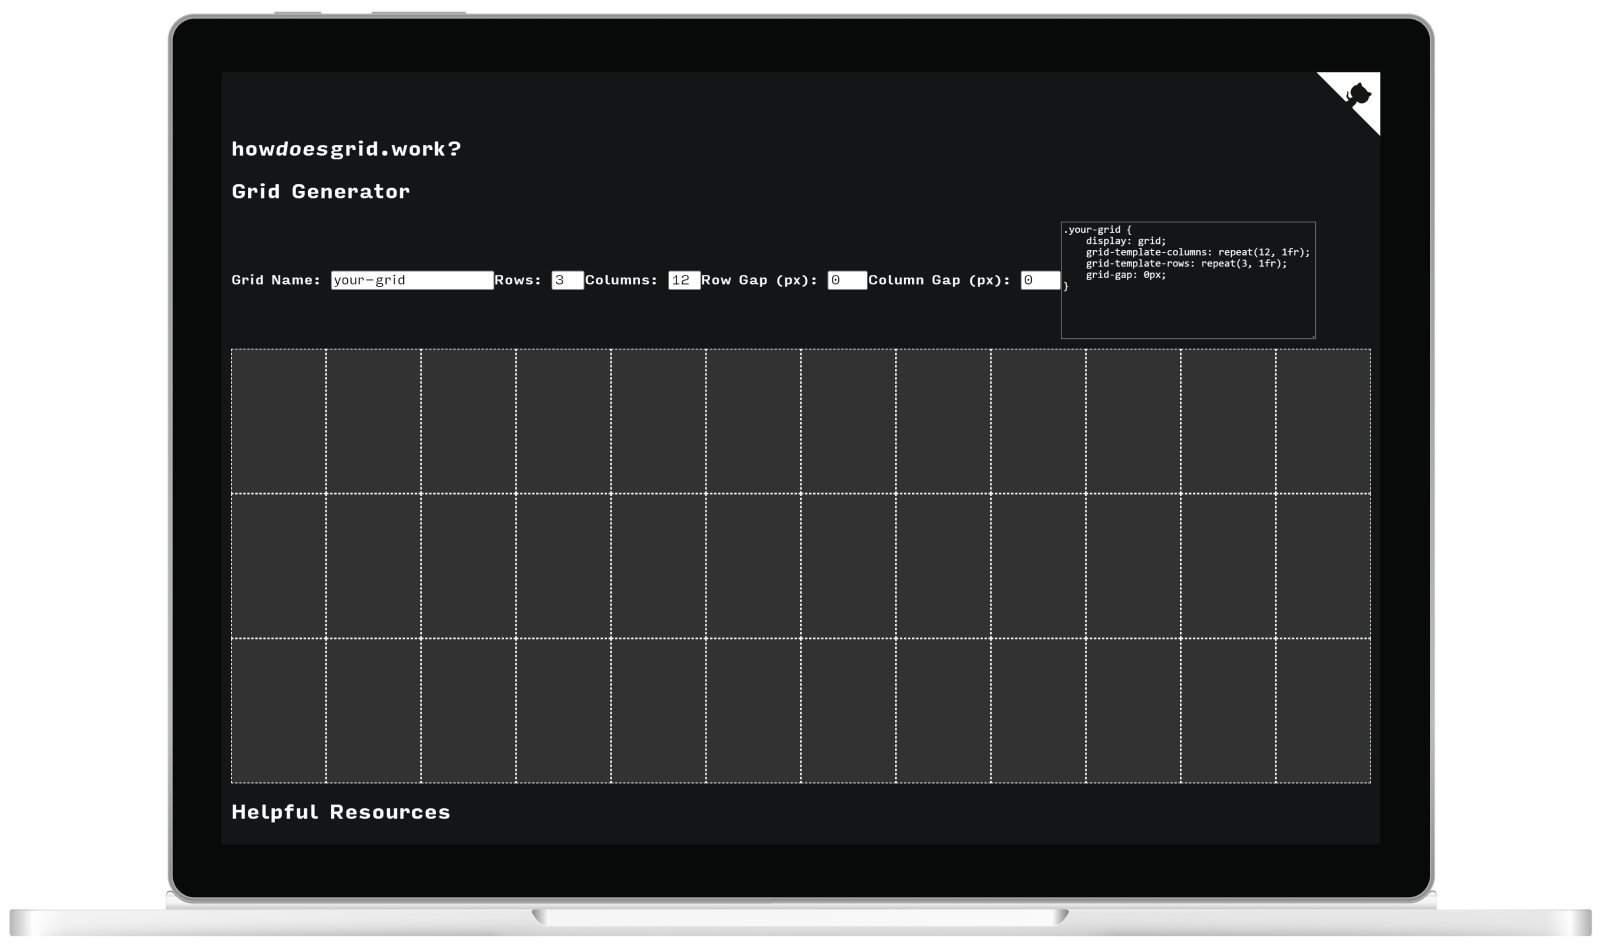 howdoesgrid.work?
Grid Generator
Grid Name: your-grid Rows: 3 Columns: 12 Row Gap (px): 0 Column Gap (px): 0
.your-grid {
    display: grid;
    grid-template-columns: repeat(12, 1fr);
    grid-template-rows: repeat(3, 1fr);
    grid-gap: 0px;
}
Helpful Resources